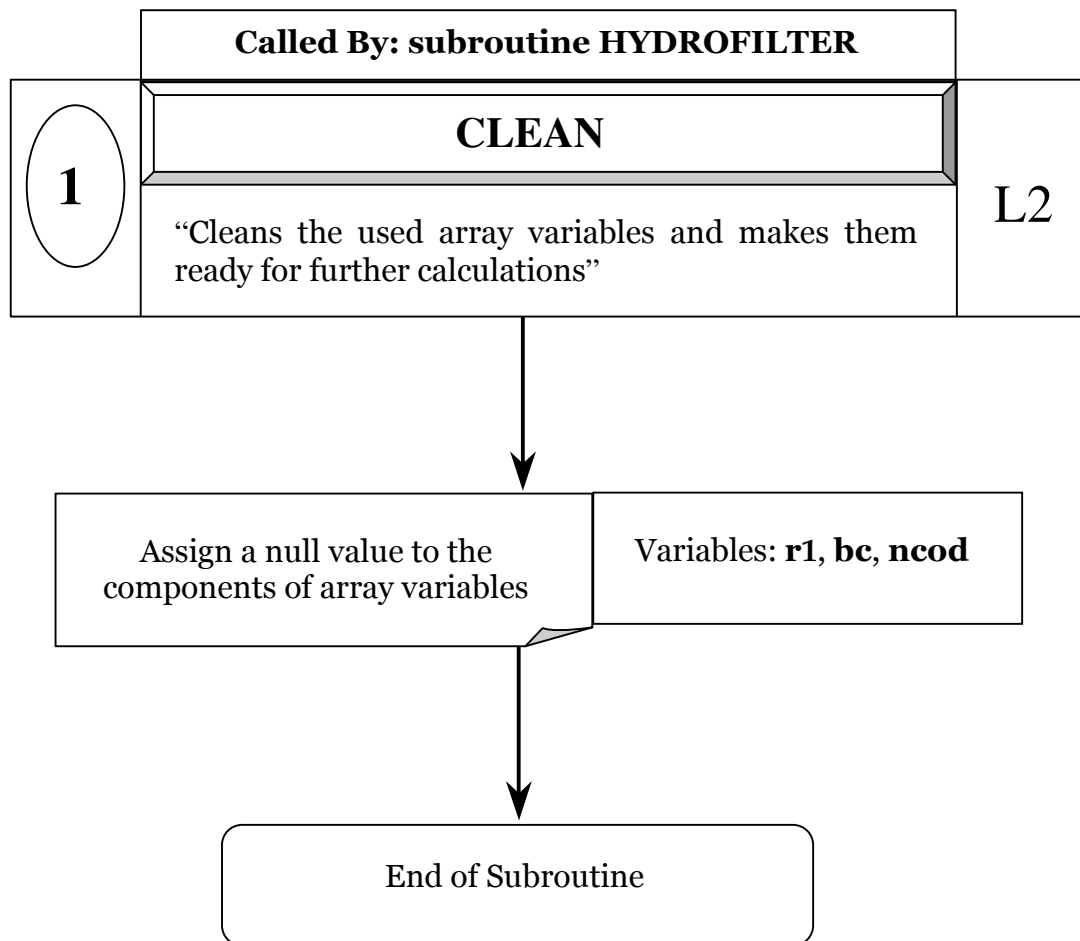 Called By: subroutine HYDROFILTER
CLEAN
1
L2
“Cleans the used array variables and makes them
ready for further calculations”
Assign a null value to the
components of array variables
Variables: r1, bc, ncod
End of Subroutine